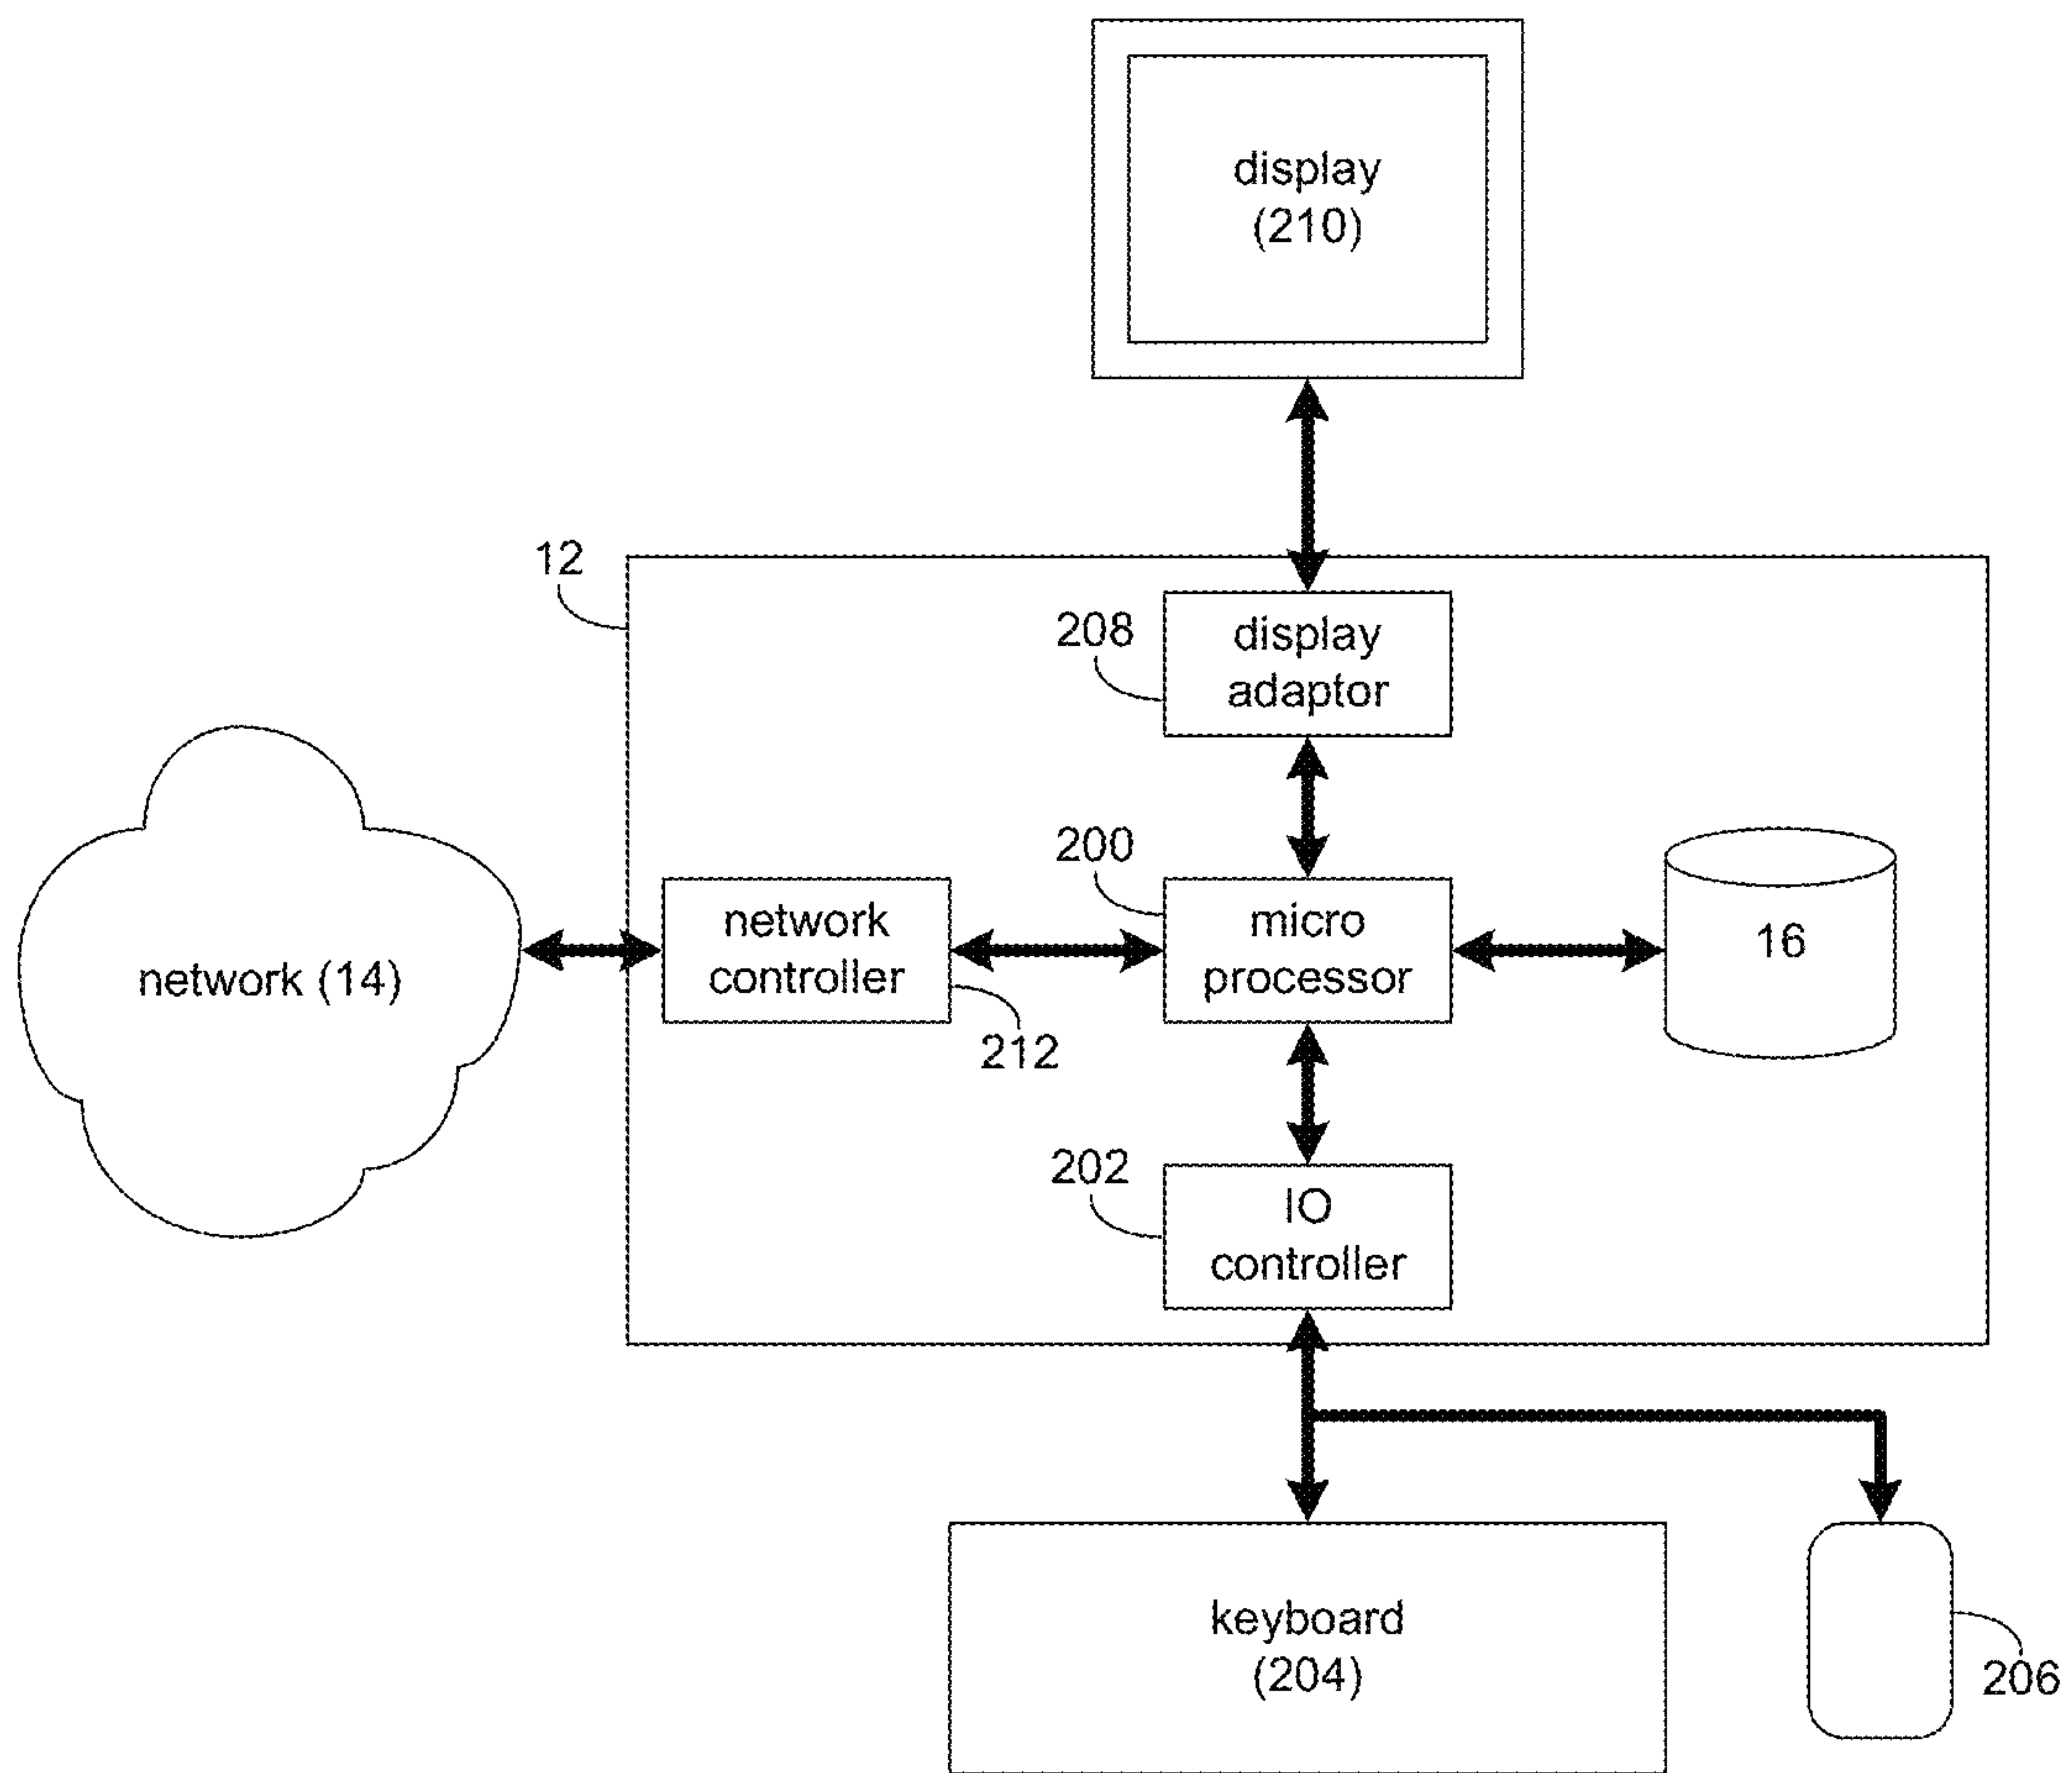 display
(210)
12
208
display
adaptor
200
network
controller
micro
processor
16
network (14)
212
202
IO
controller
keyboard
(204)
206